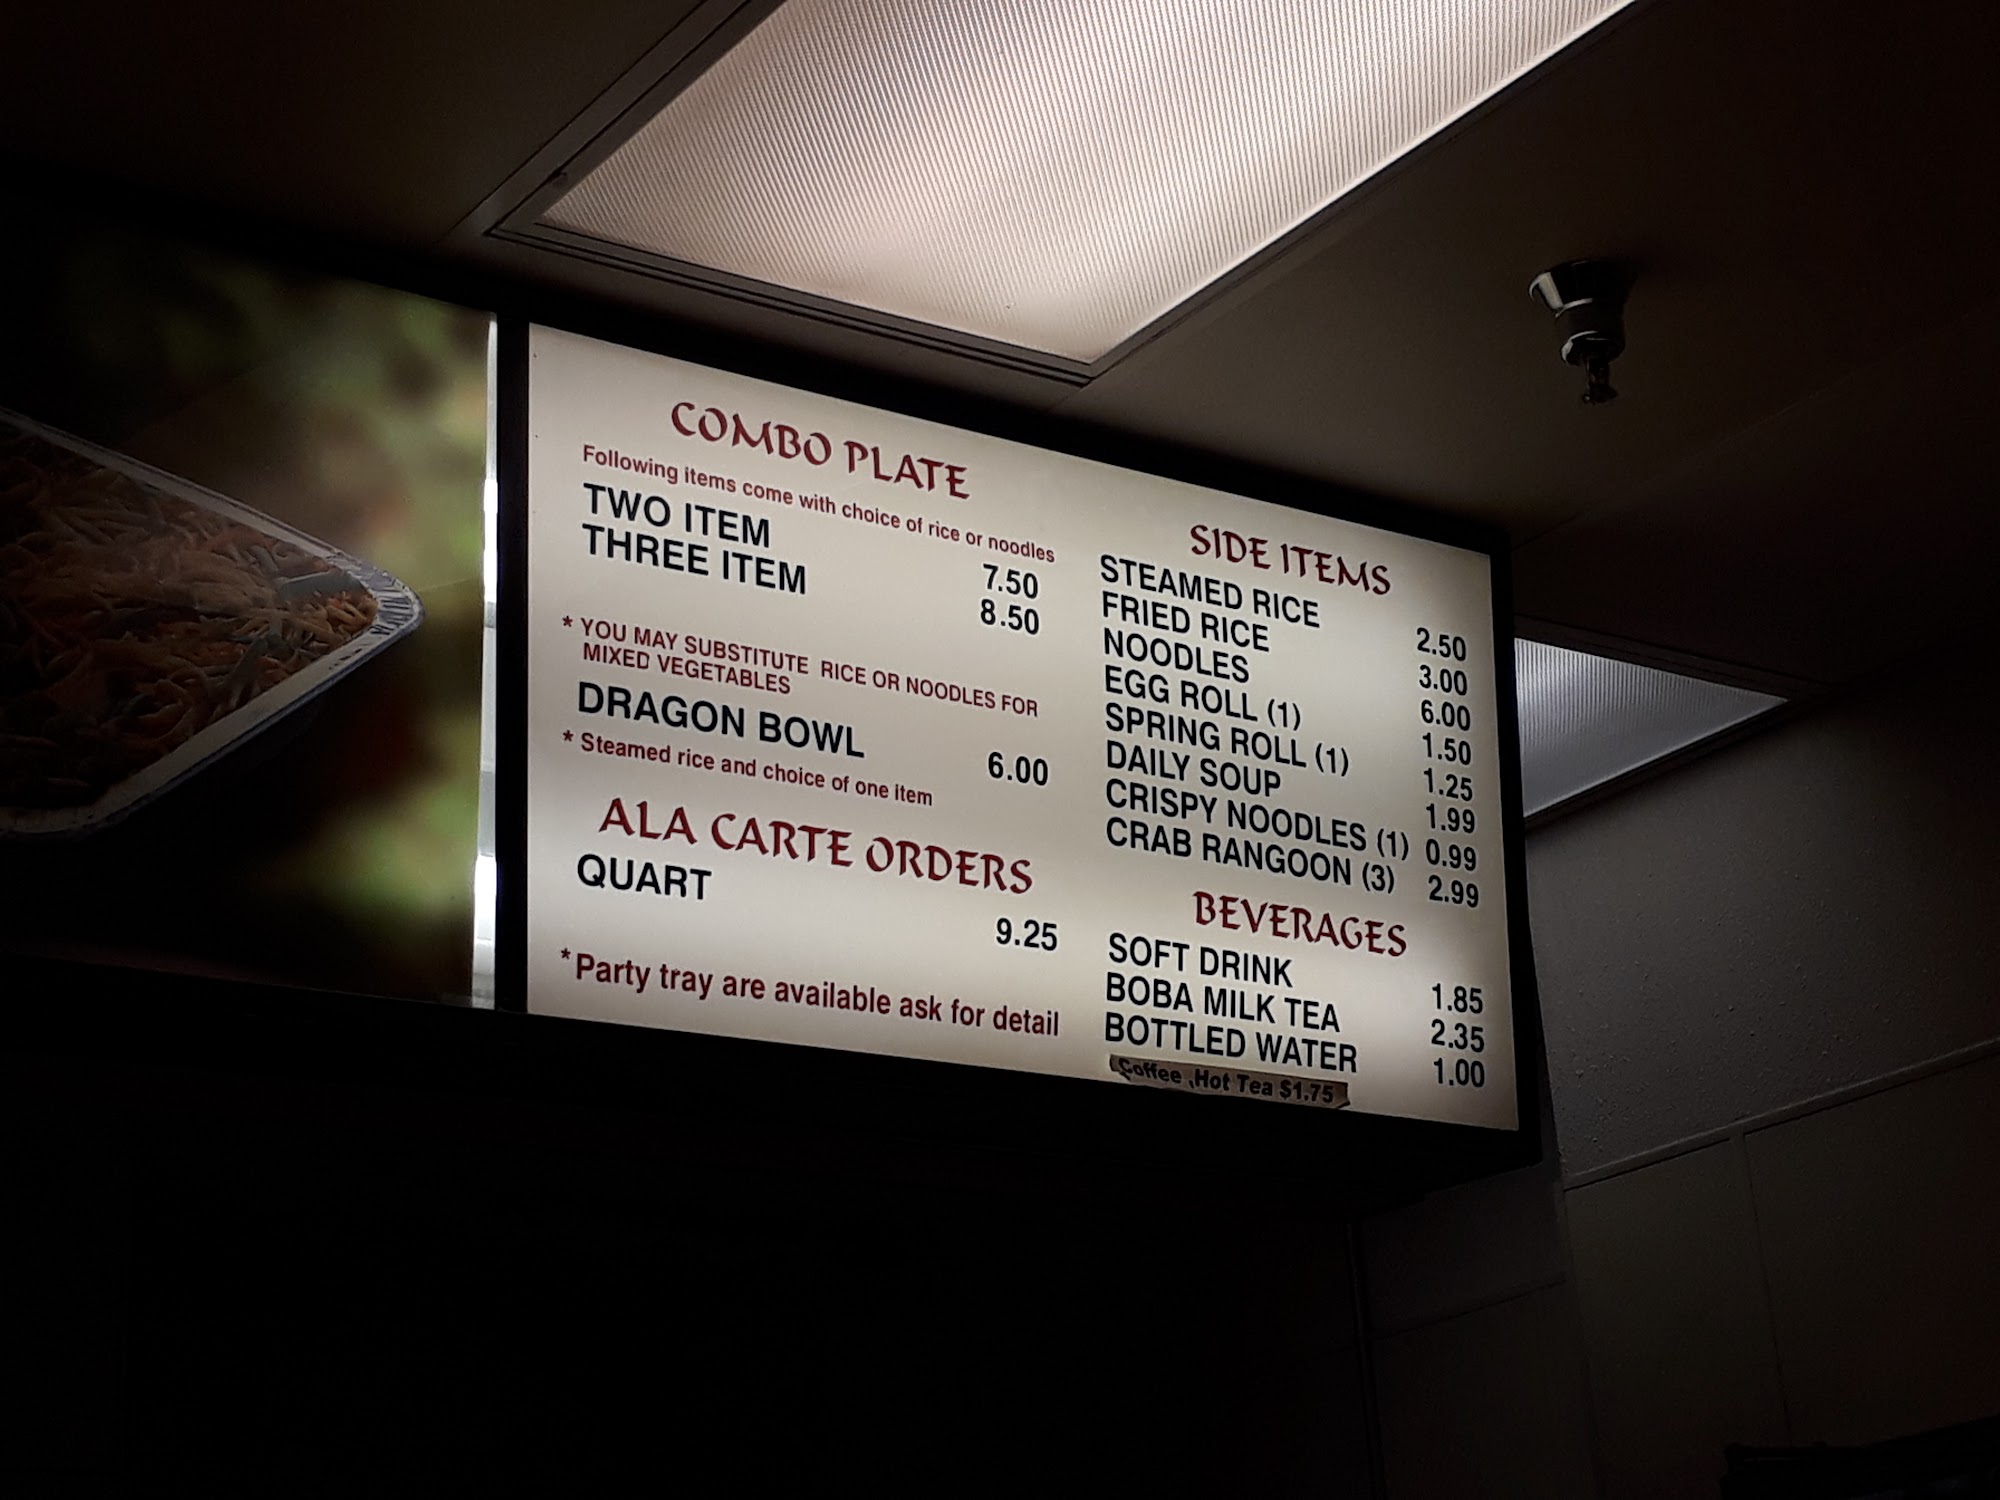 COMBO PLATE
Following items come with choice of rice or noodles
TWO ITEM 7.50
THREE ITEM 8.50
* YOU MAY SUBSTITUTE RICE OR NOODLES FOR
MIXED VEGETABLES
DRAGON BOWL 6.00
* Steamed rice and choice of one item
ALA CARTE ORDERS
QUART 9.25
*Party tray are available ask for detail
SIDE ITEMS
STEAMED RICE 2.50
FRIED RICE 3.00
NOODLES 6.00
EGG ROLL (1) 1.50
SPRING ROLL (1) 1.25
DAILY SOUP 1.99
CRISPY NOODLES (1) 0.99
CRAB RANGOON (3) 2.99
BEVERAGES
SOFT DRINK 1.85
BOBA MILK TEA 2.35
BOTTLED WATER 1.00
Coffee ,Hot Tea $1.75